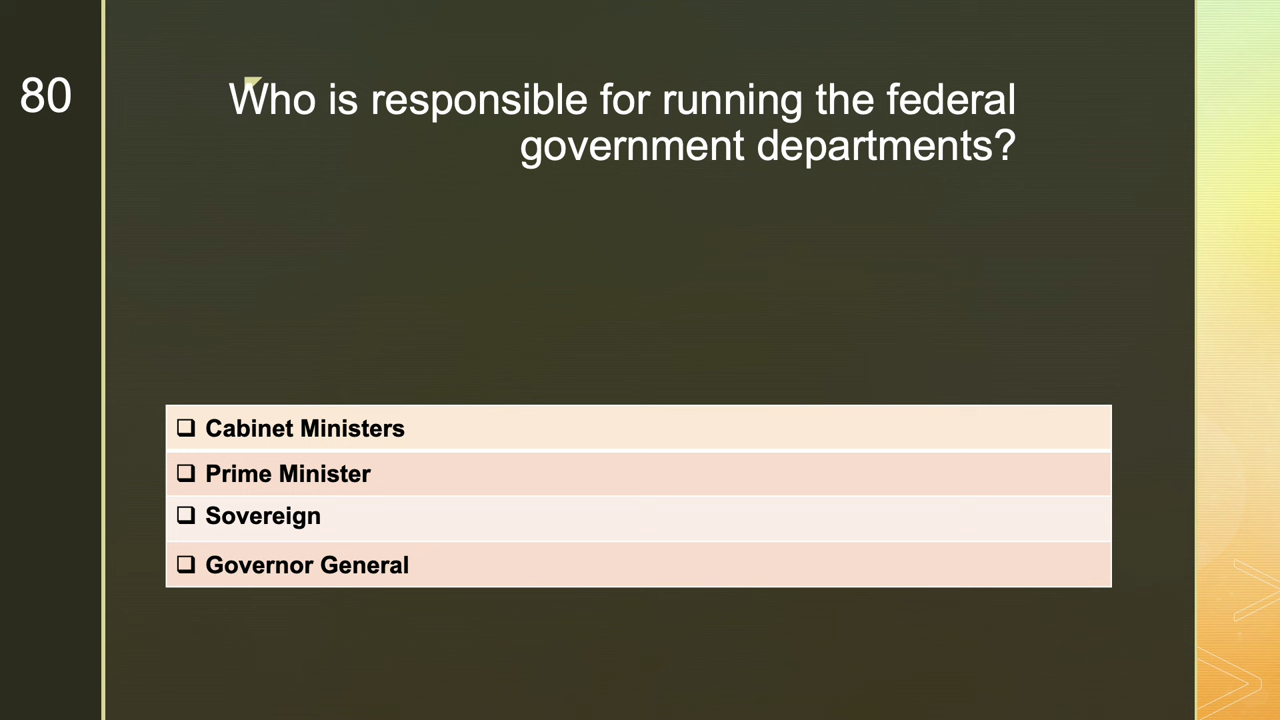 80
Who is responsible for running the federal
government departments?
❑ Cabinet Ministers
❑ Prime Minister
❑ Sovereign
❑ Governor General